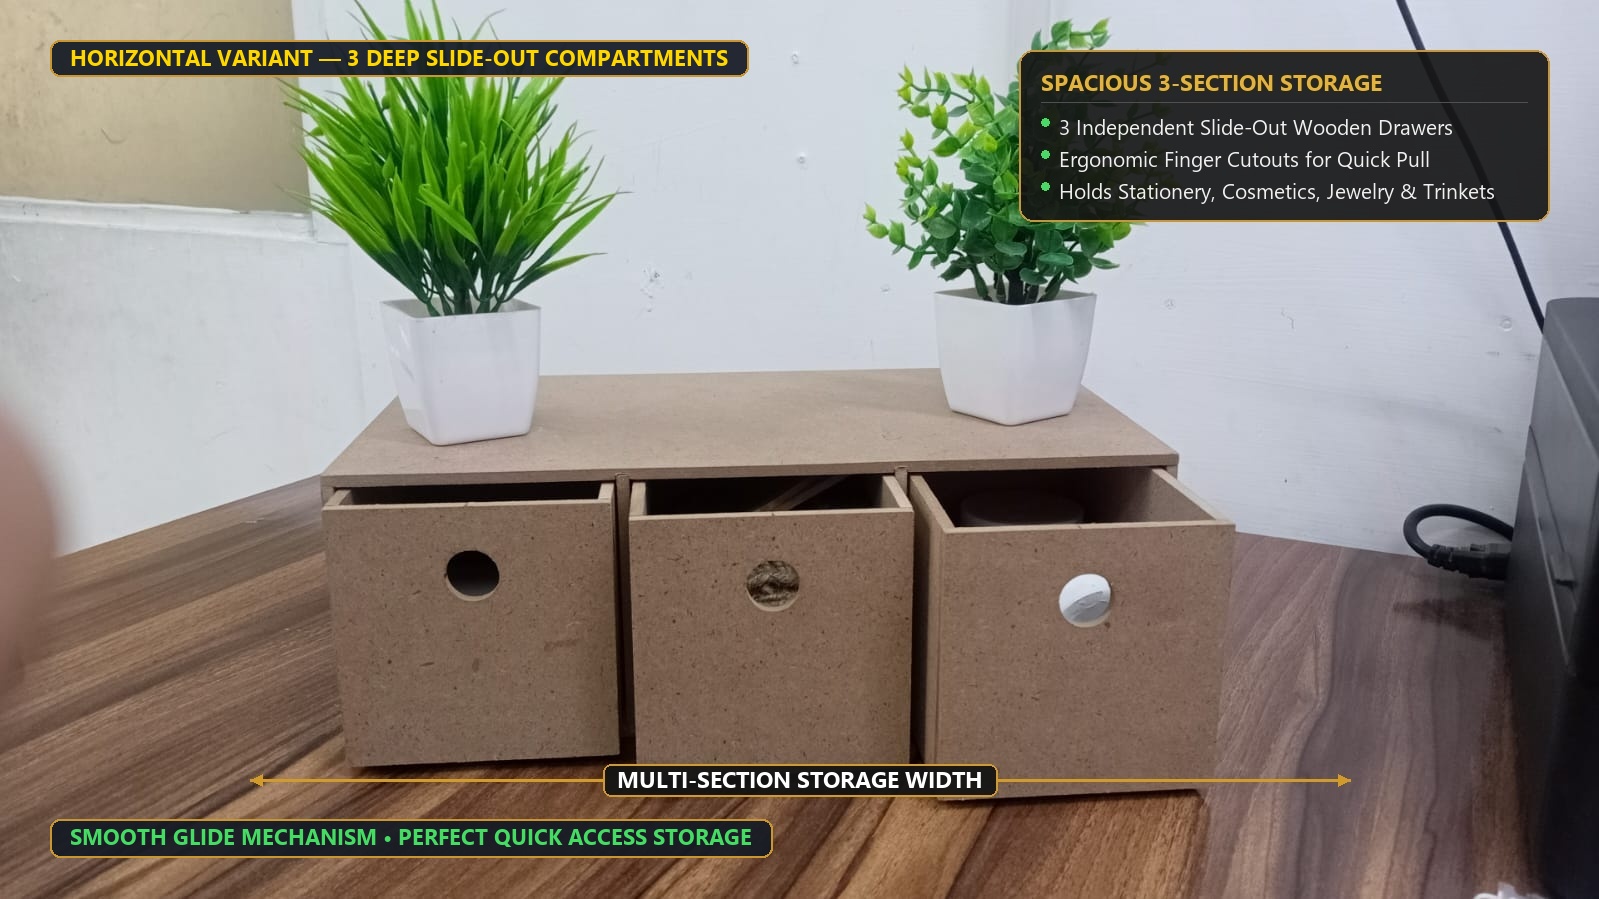 HORIZONTAL VARIANT — 3 DEEP SLIDE-OUT COMPARTMENTS
SPACIOUS 3-SECTION STORAGE
3 Independent Slide-Out Wooden Drawers
Ergonomic Finger Cutouts for Quick Pull
Holds Stationery, Cosmetics, Jewelry & Trinkets
MULTI-SECTION STORAGE WIDTH
SMOOTH GLIDE MECHANISM • PERFECT QUICK ACCESS STORAGE